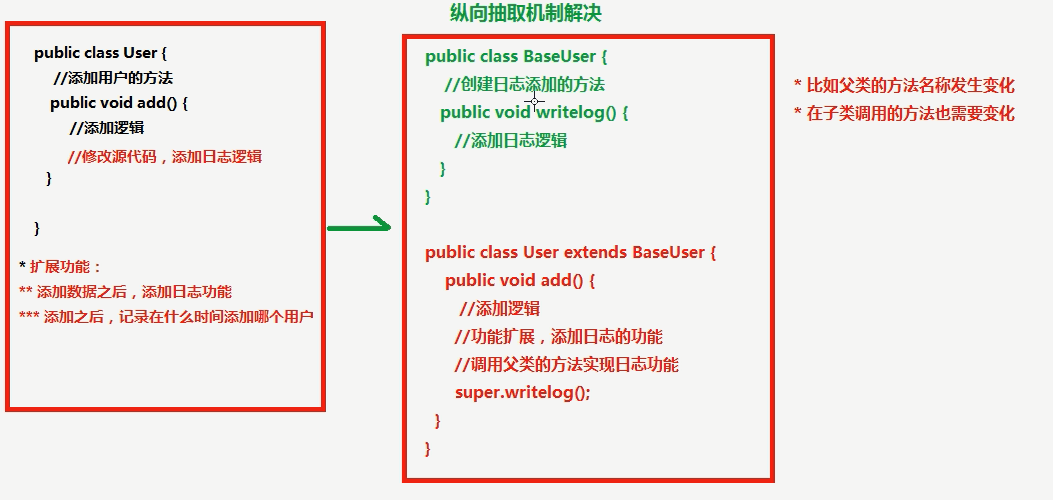 纵向抽取机制解决
public class User {
//添加用户的方法
public void add() {
//添加逻辑
//修改源代码，添加日志逻辑
}
}
* 扩展功能：
** 添加数据之后，添加日志功能
*** 添加之后，记录在什么时间添加哪个用户
public class BaseUser {
//创建日志添加的方法
public void writelog() {
//添加日志逻辑
}
}
public class User extends BaseUser {
public void add() {
//添加逻辑
//功能扩展，添加日志的功能
//调用父类的方法实现日志功能
super.writelog();
}
}
* 比如父类的方法名称发生变化
* 在子类调用的方法也需要变化